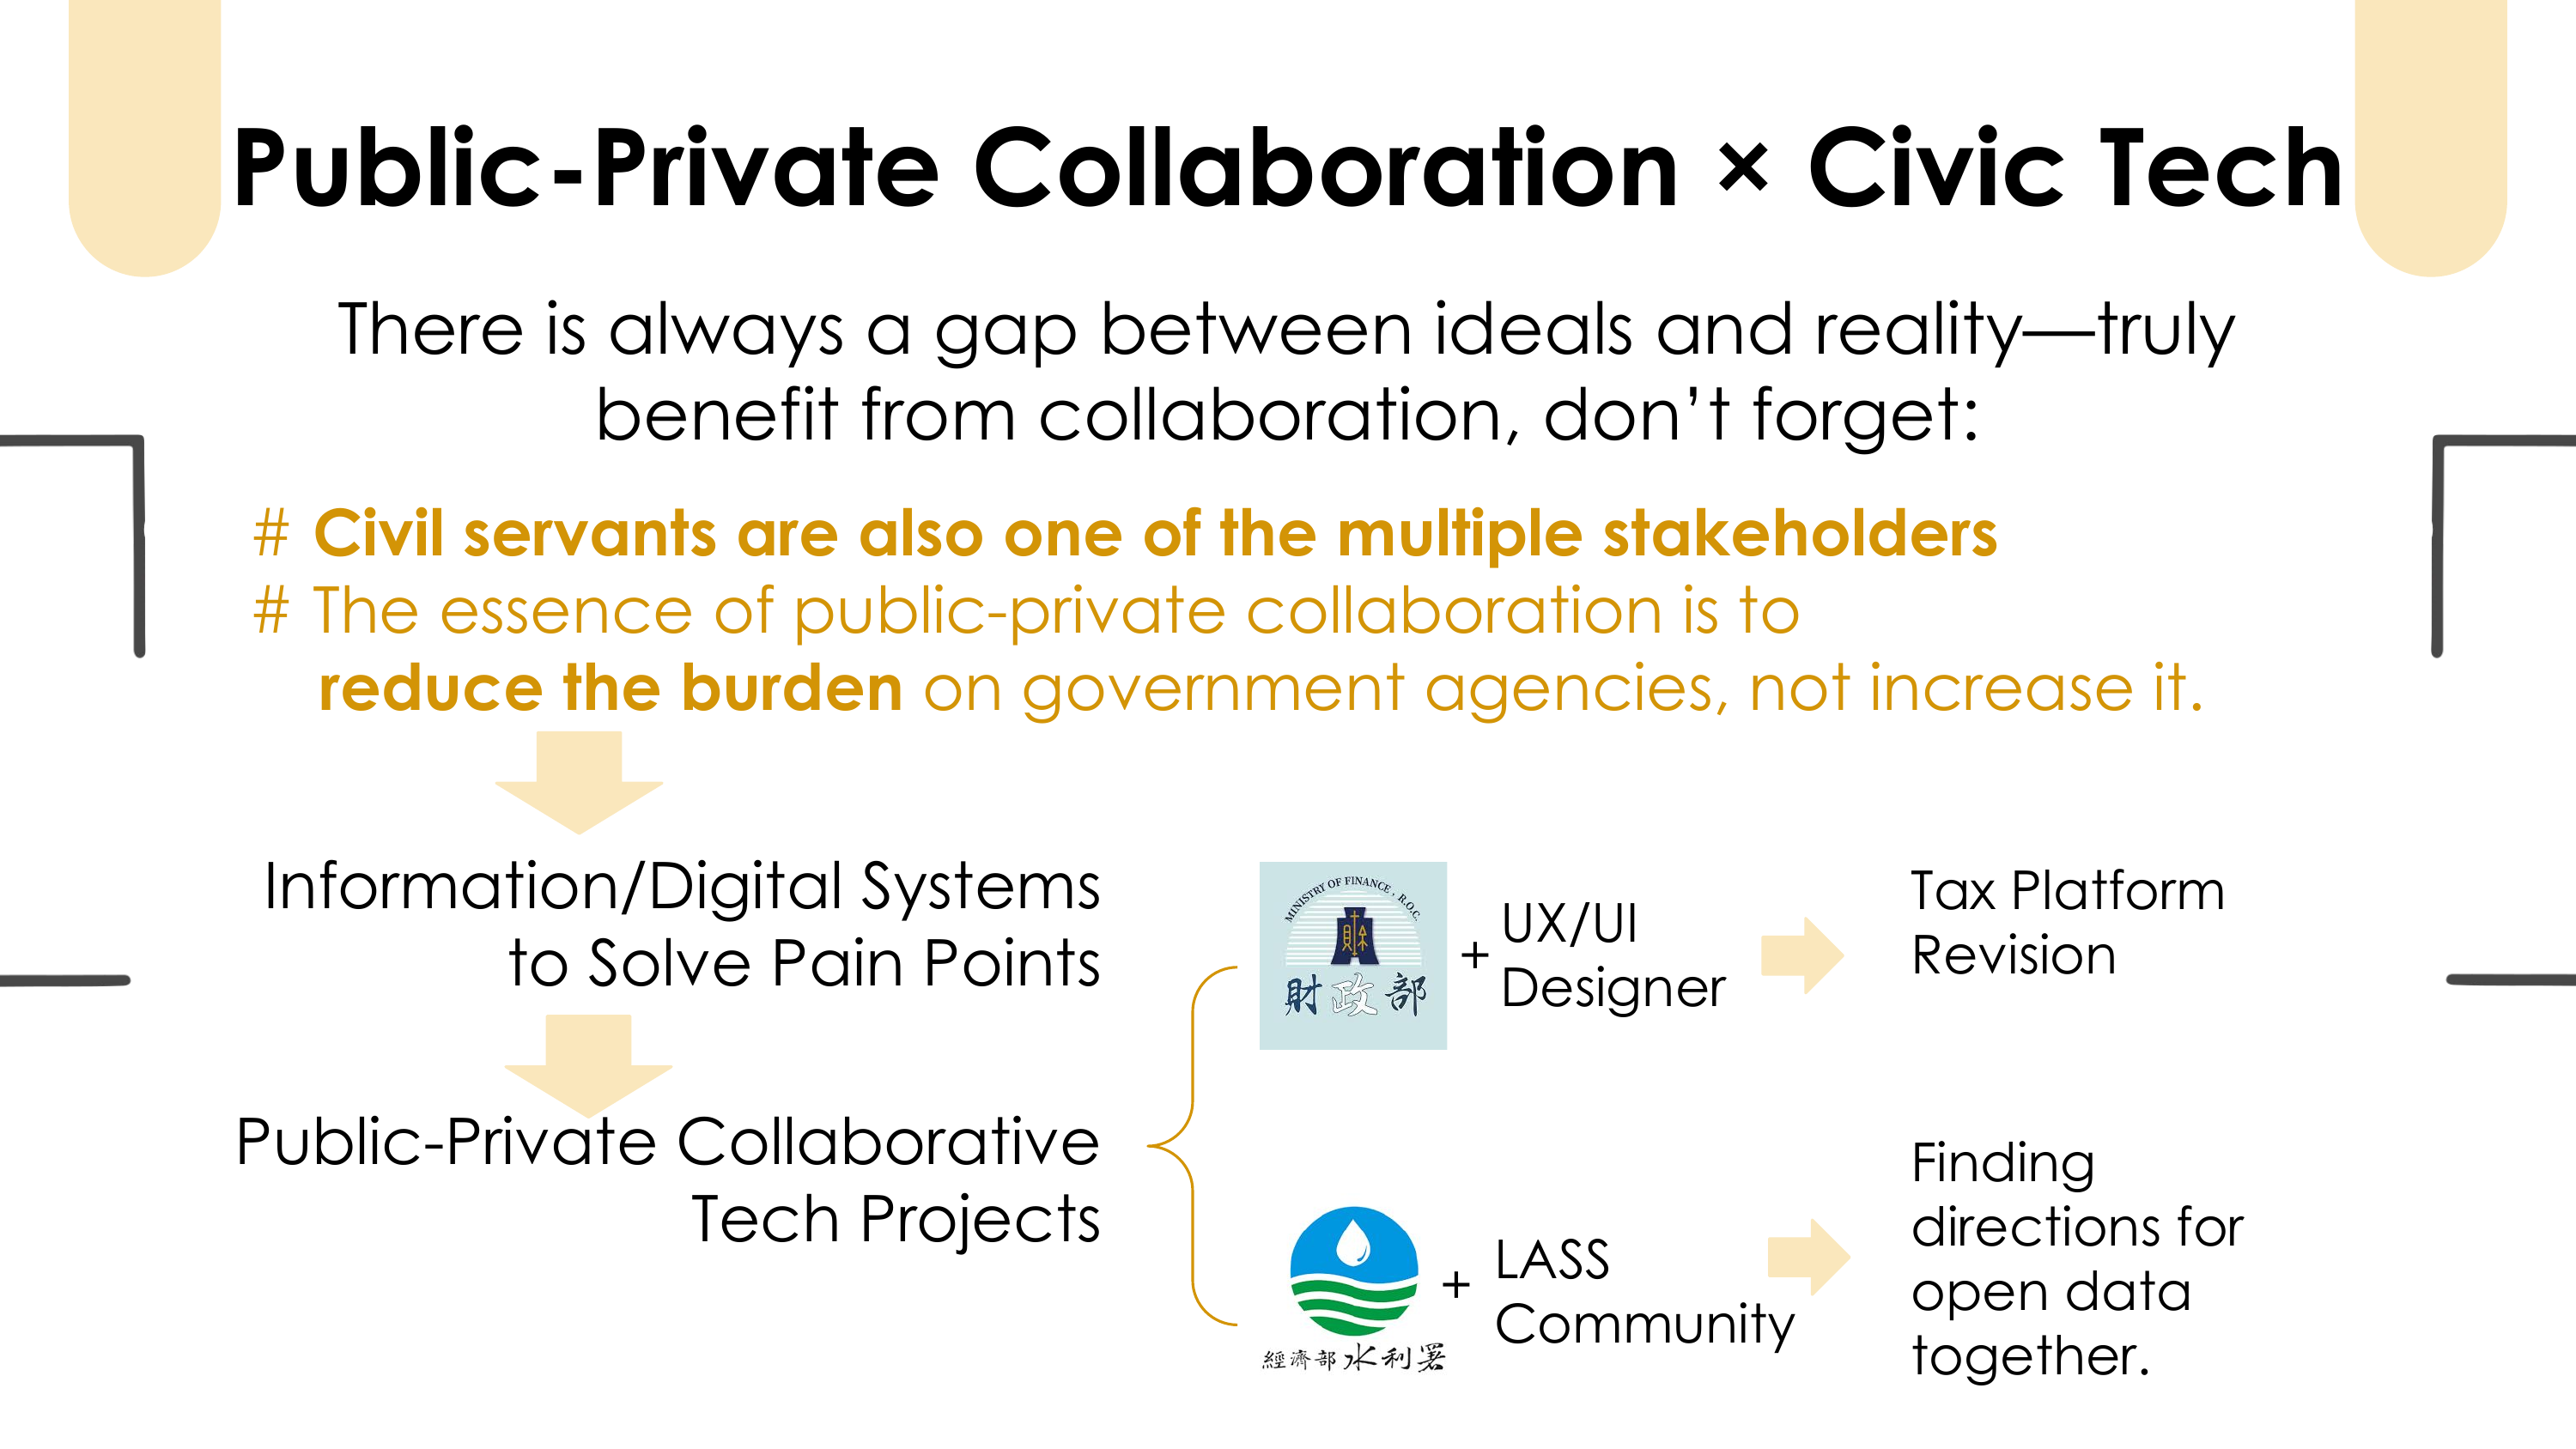 Public-Private Collaboration × Civic Tech
There is always a gap between ideals and reality—truly
benefit from collaboration, don’t forget:
# Civil servants are also one of the multiple stakeholders
# The essence of public-private collaboration is to
reduce the burden on government agencies, not increase it.
Information/Digital Systems
to Solve Pain Points
Public-Private Collaborative
Tech Projects
MINISTRY OF FINANCE, R.O.C.
財政部
+
UX/UI
Designer
Tax Platform
Revision
經濟部水利署
+
LASS
Community
Finding
directions for
open data
together.